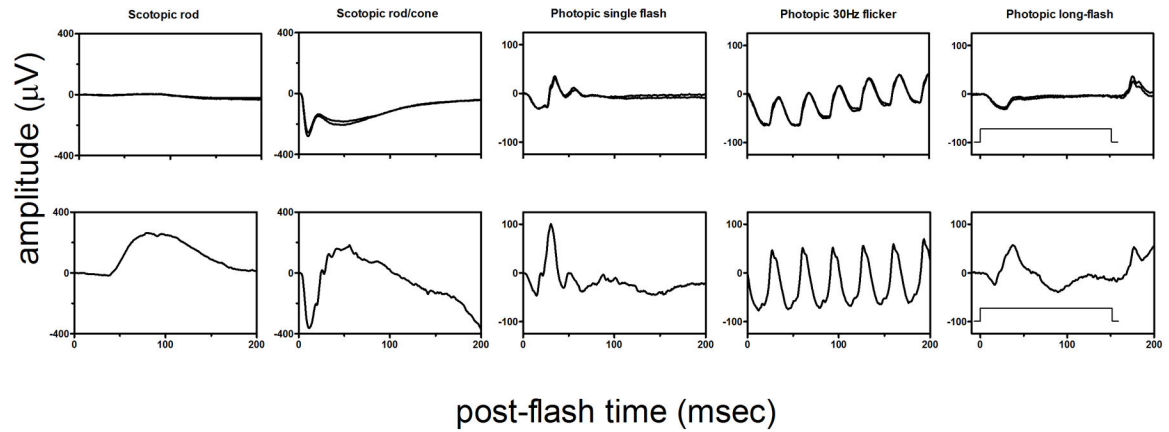 Scotopic rod Scotopic rod/cone Photopic single flash Photopic 30Hz flicker Photopic long-flash
amplitude (μV)
400 400 100 100 100
0 0 0 0 0
-400 -400 -100 -100 -100
400 400 100 100 100
0 0 0 0 0
-400 -400 -100 -100 -100
0 100 200 0 100 200 0 100 200 0 100 200 0 100 200
post-flash time (msec)